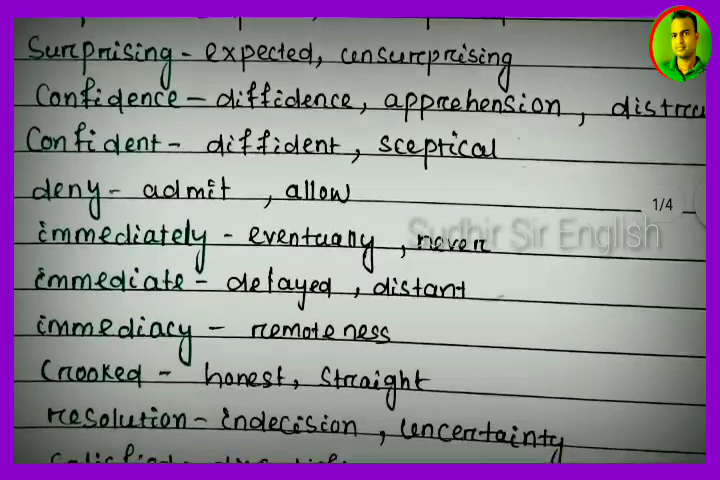 Surprising - expected, unsurprising
Confidence - diffidence, apprehension,
Confident - diffident, sceptical
deny - admit, allow
1/4
immediately - eventually, never
Sudhir Sir English
immediate - delayed, distant
immediacy - remoteness
Crooked - honest, straight
resolution - indecision, uncertainty